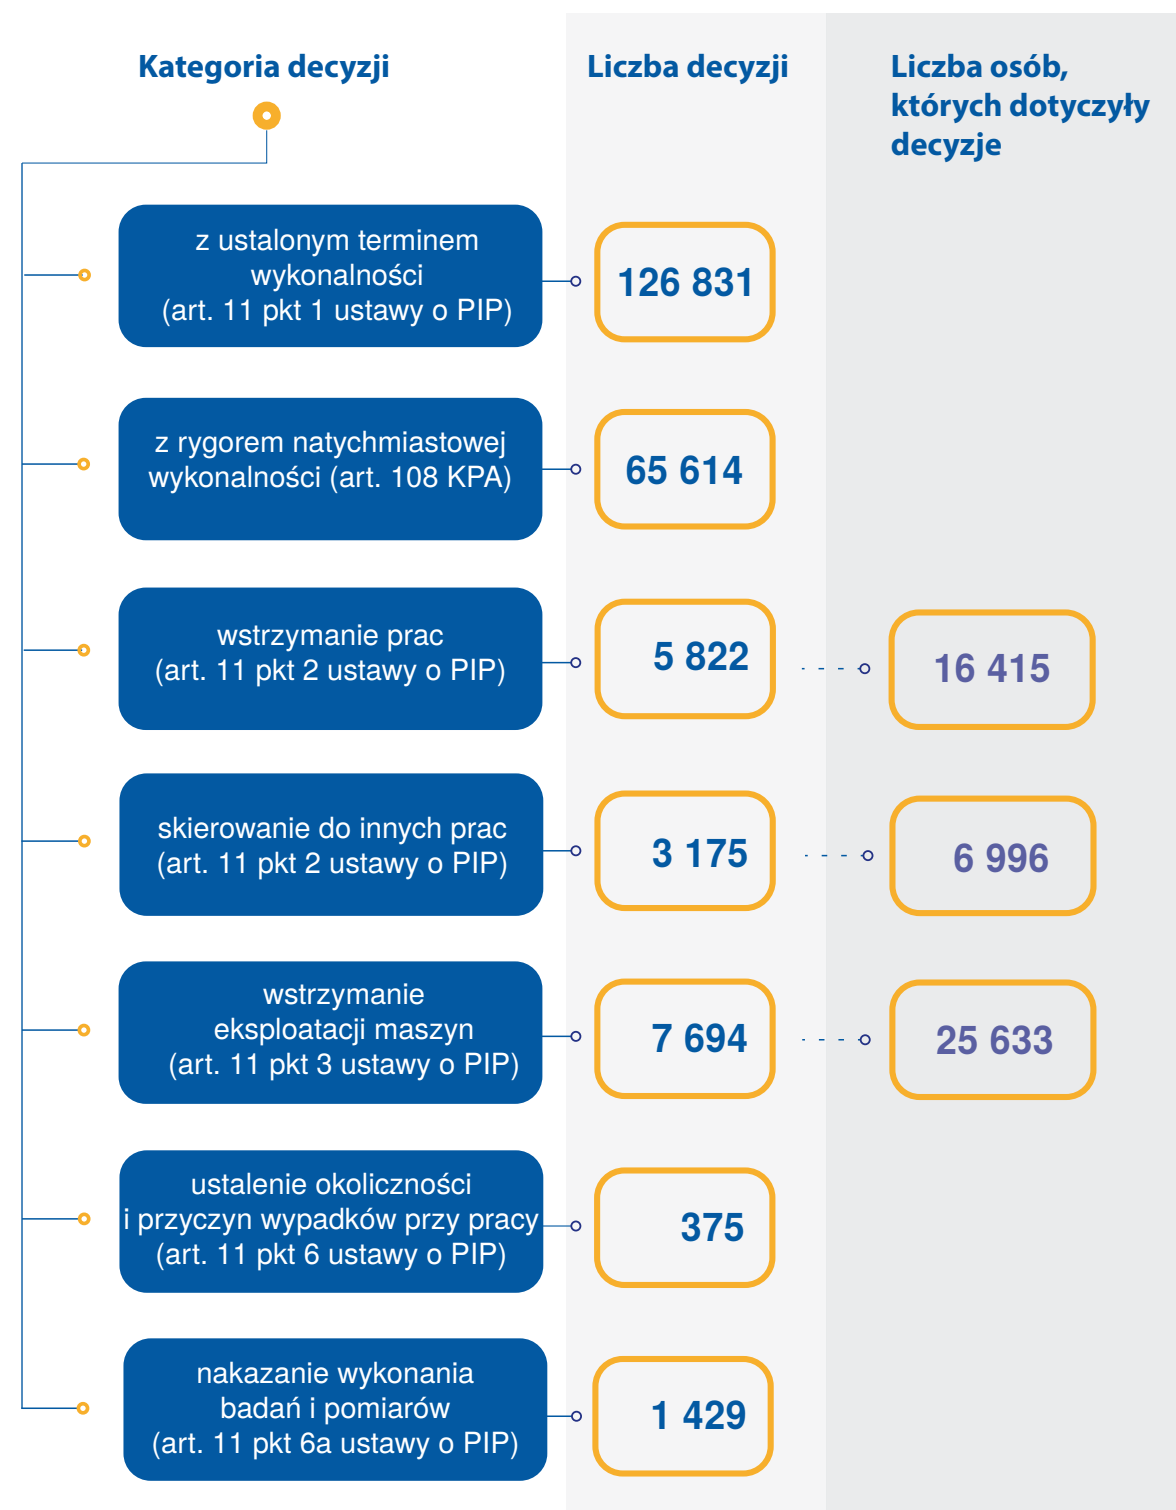 Kategoria decyzji
Liczba decyzji
Liczba osób,
których dotyczyły
decyzje
z ustalonym terminem
wykonalności
(art. 11 pkt 1 ustawy o PIP)
126 831
z rygorem natychmiastowej
wykonalności (art. 108 KPA)
65 614
wstrzymanie prac
(art. 11 pkt 2 ustawy o PIP)
5 822
16 415
skierowanie do innych prac
(art. 11 pkt 2 ustawy o PIP)
3 175
6 996
wstrzymanie
eksploatacji maszyn
(art. 11 pkt 3 ustawy o PIP)
7 694
25 633
ustalenie okoliczności
i przyczyn wypadków przy pracy
(art. 11 pkt 6 ustawy o PIP)
375
nakazanie wykonania
badań i pomiarów
(art. 11 pkt 6a ustawy o PIP)
1 429